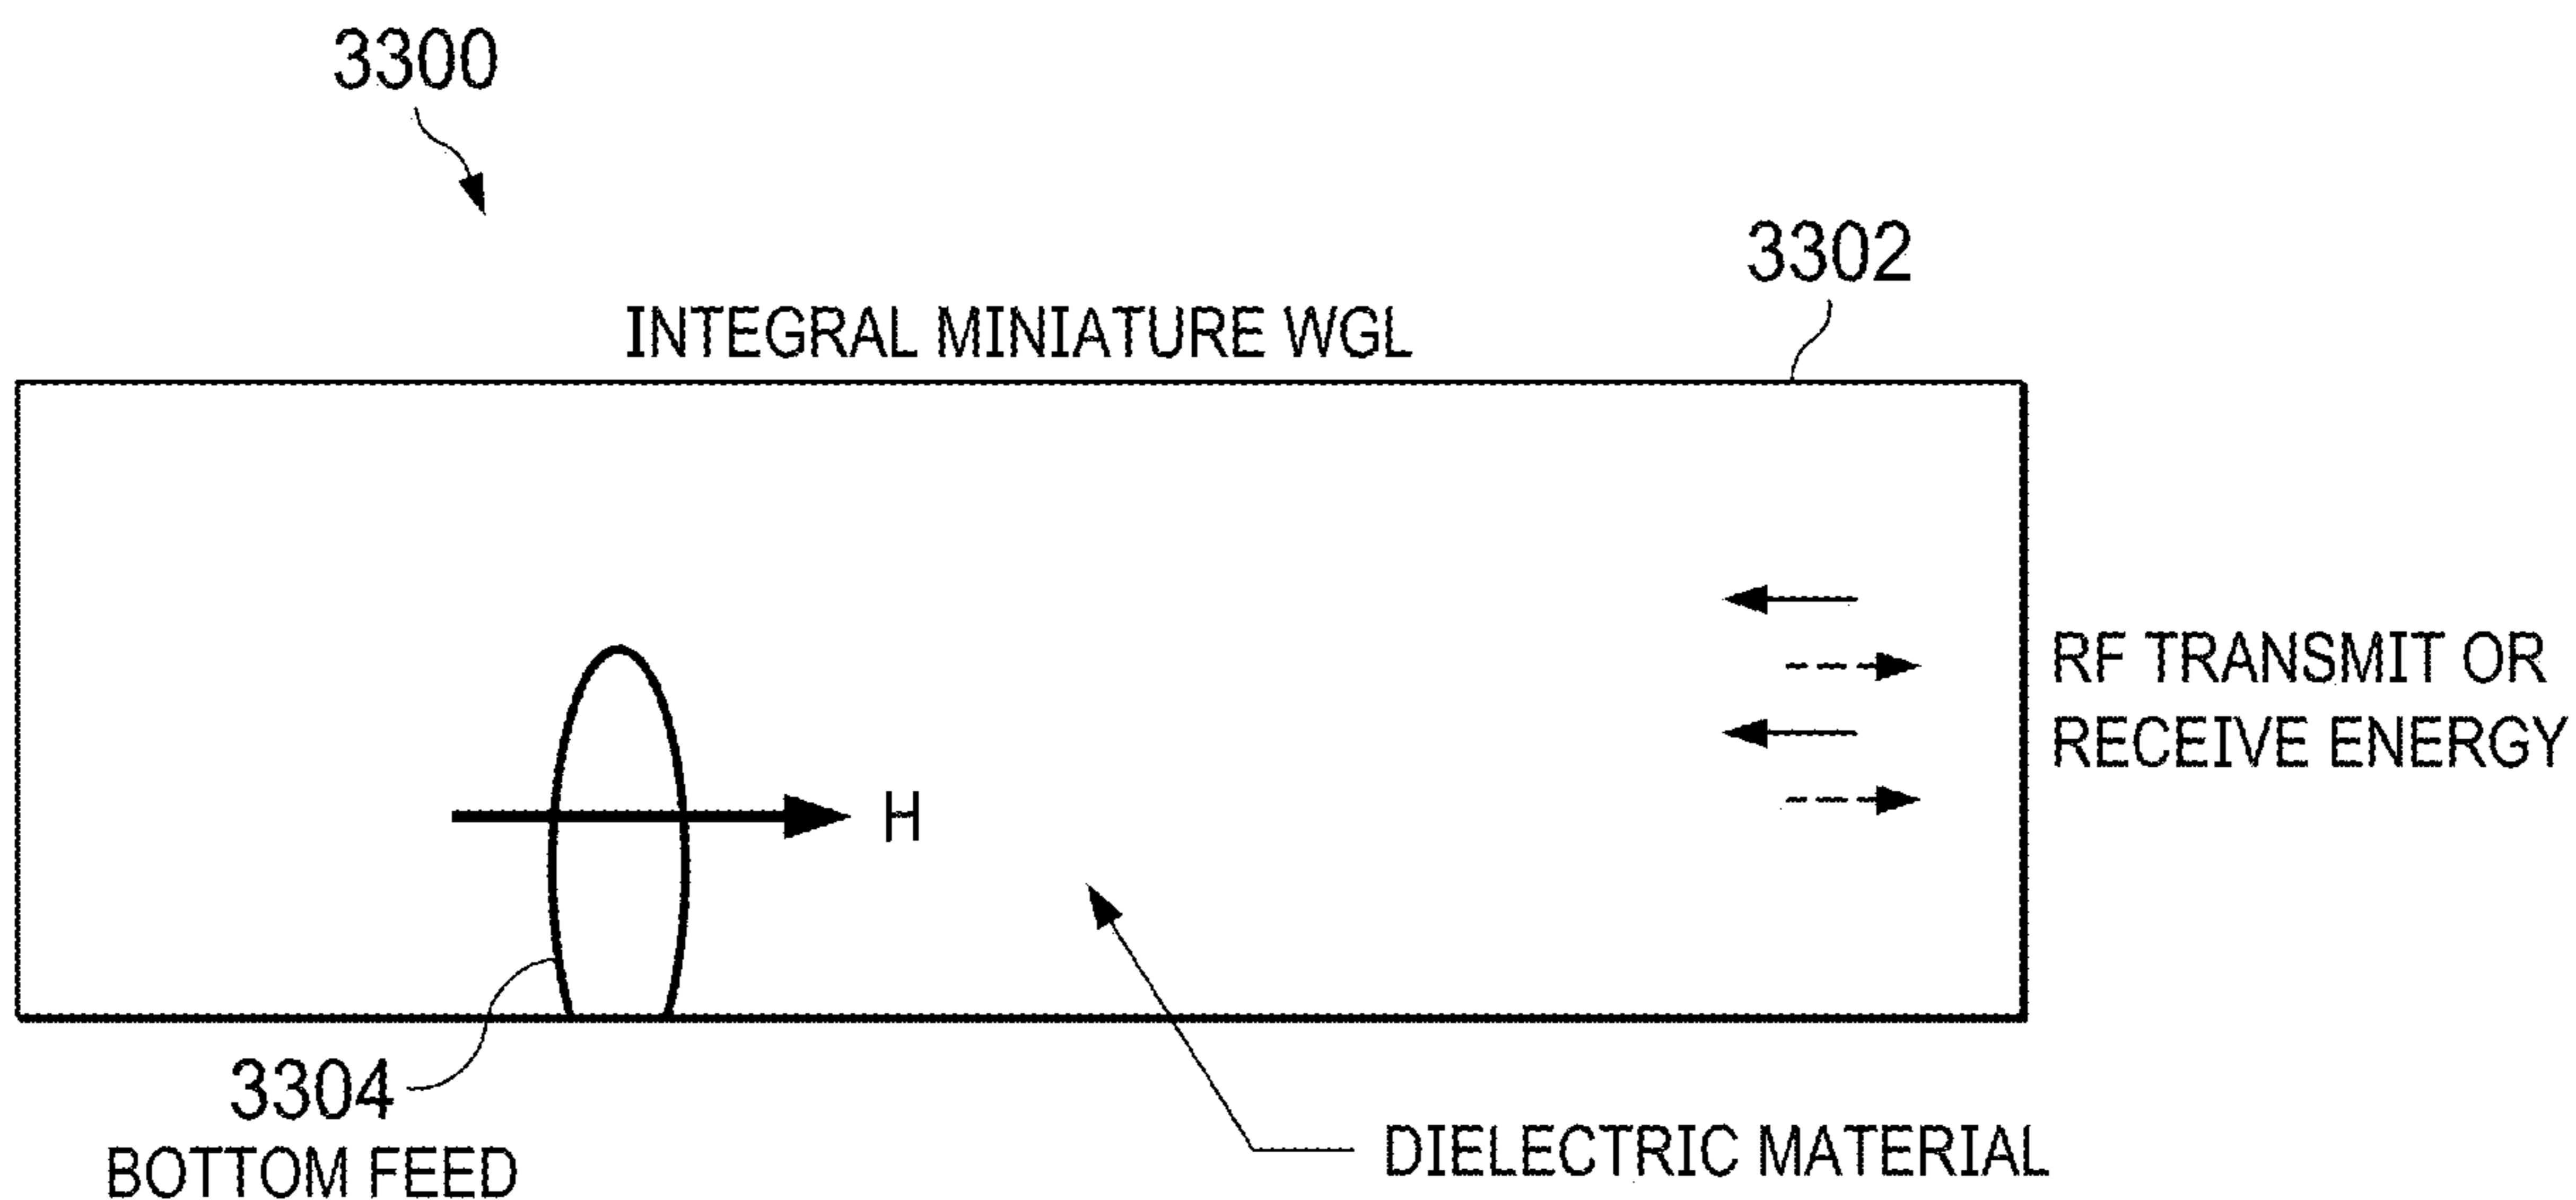 3300
3302
INTEGRAL MINIATURE WGL
RF TRANSMIT OR
RECEIVE ENERGY
H
3304
BOTTOM FEED
DIELECTRIC MATERIAL